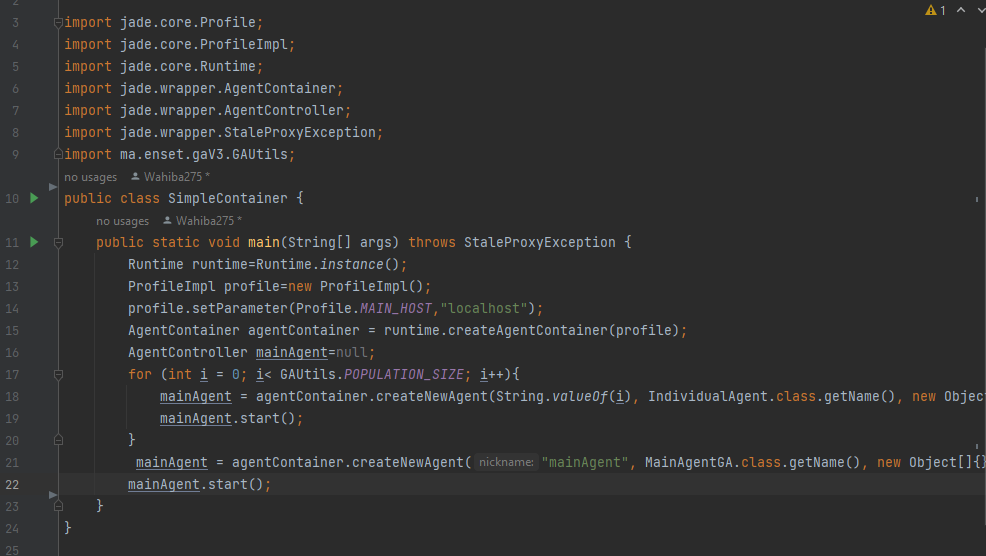 2
3 import jade.core.Profile;
4 import jade.core.ProfileImpl;
5 import jade.core.Runtime;
6 import jade.wrapper.AgentContainer;
7 import jade.wrapper.AgentController;
8 import jade.wrapper.StaleProxyException;
9 import ma.enset.gaV3.GAUtils;
no usages Wahiba275 *
10 public class SimpleContainer {
no usages Wahiba275 *
11 public static void main(String[] args) throws StaleProxyException {
12 Runtime runtime=Runtime.instance();
13 ProfileImpl profile=new ProfileImpl();
14 profile.setParameter(Profile.MAIN_HOST,"localhost");
15 AgentContainer agentContainer = runtime.createAgentContainer(profile);
16 AgentController mainAgent=null;
17 for (int i = 0; i< GAUtils.POPULATION_SIZE; i++){
18 mainAgent = agentContainer.createNewAgent(String.valueOf(i), IndividualAgent.class.getName(), new Objec
19 mainAgent.start();
20 }
21 mainAgent = agentContainer.createNewAgent( nickname: "mainAgent", MainAgentGA.class.getName(), new Object[]{}
22 mainAgent.start();
23 }
24 }
25
1